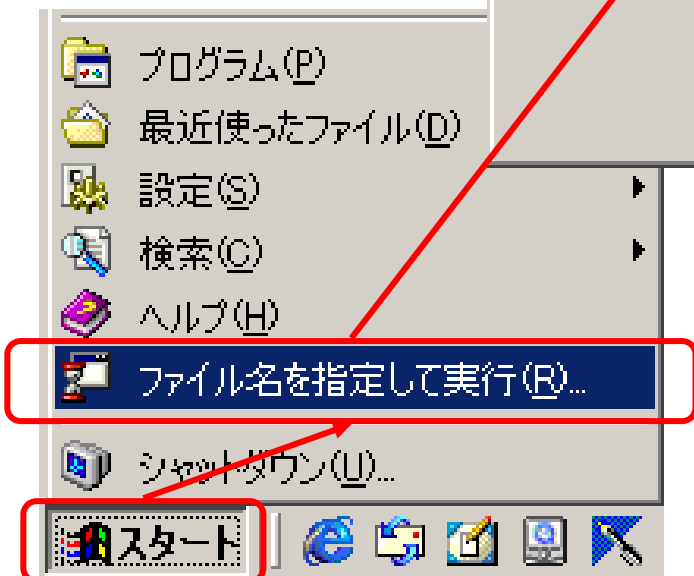 プログラム(P)
最近使ったファイル(D)
設定(S)
検索(C)
ヘルプ(H)
ファイル名を指定して実行(R)...
シャットダウン(U)...
スタート